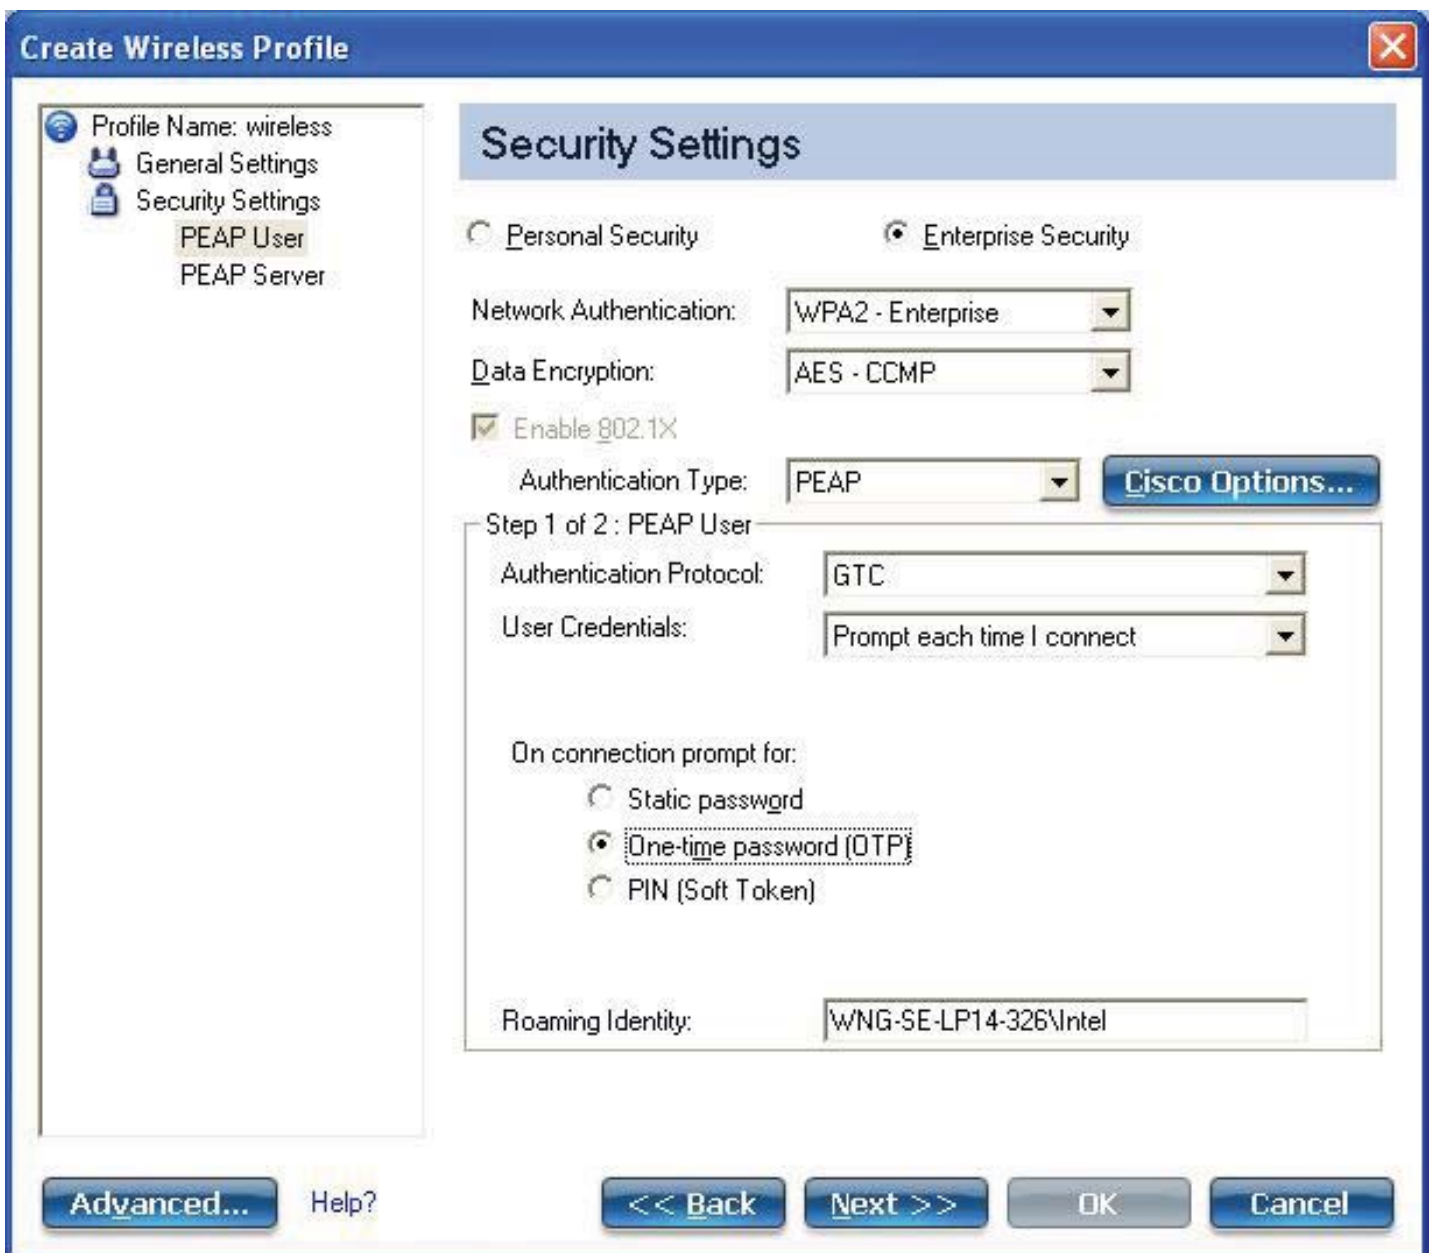 Create Wireless Profile
Profile Name: wireless
General Settings
Security Settings
PEAP User
PEAP Server
Security Settings
Personal Security
Enterprise Security
Network Authentication:
WPA2 - Enterprise
Data Encryption:
AES - CCMP
Enable 802.1X
Authentication Type:
PEAP
Cisco Options...
Step 1 of 2 : PEAP User
Authentication Protocol:
GTC
User Credentials:
Prompt each time I connect
On connection prompt for:
Static password
One-time password (OTP)
PIN (Soft Token)
Roaming Identity:
WNG-SE-LP14-326\Intel
Advanced...
Help?
<< Back
Next >>
OK
Cancel